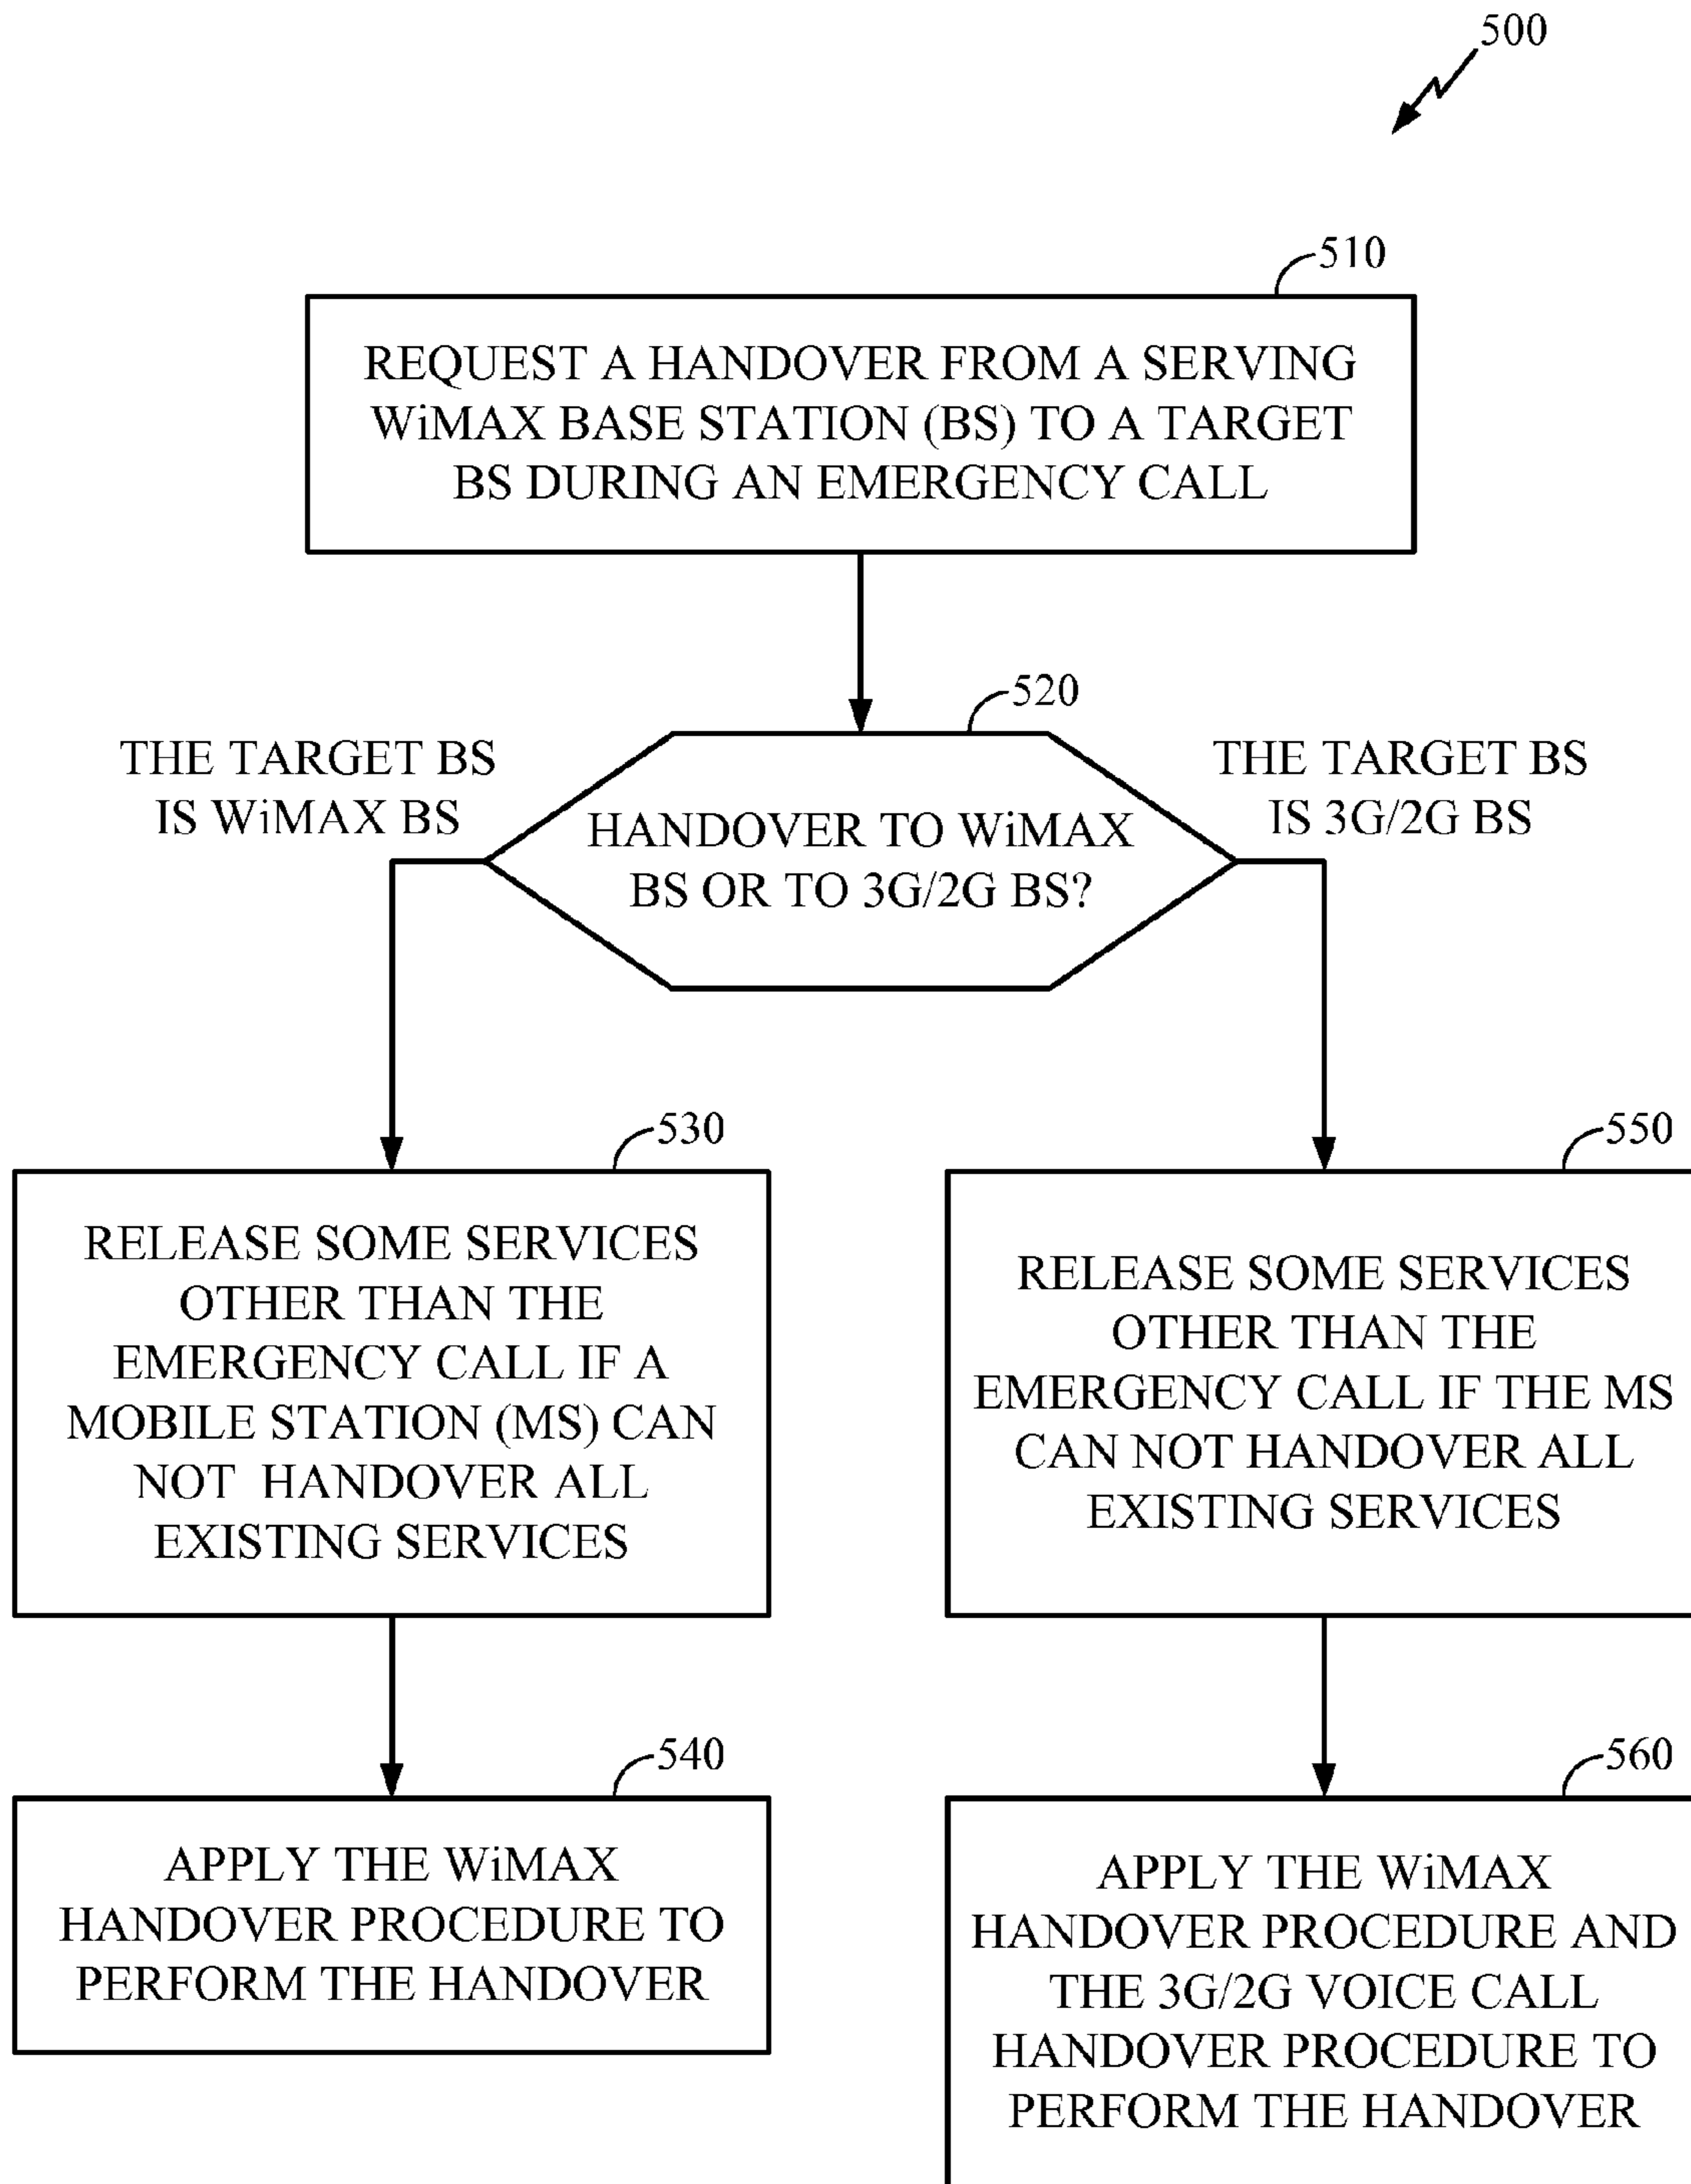 500
510
REQUEST A HANDOVER FROM A SERVING
WiMAX BASE STATION (BS) TO A TARGET
BS DURING AN EMERGENCY CALL
520
THE TARGET BS
IS WiMAX BS
HANDOVER TO WiMAX
BS OR TO 3G/2G BS?
THE TARGET BS
IS 3G/2G BS
530
RELEASE SOME SERVICES
OTHER THAN THE
EMERGENCY CALL IF A
MOBILE STATION (MS) CAN
NOT HANDOVER ALL
EXISTING SERVICES
550
RELEASE SOME SERVICES
OTHER THAN THE
EMERGENCY CALL IF THE MS
CAN NOT HANDOVER ALL
EXISTING SERVICES
540
APPLY THE WiMAX
HANDOVER PROCEDURE TO
PERFORM THE HANDOVER
560
APPLY THE WiMAX
HANDOVER PROCEDURE AND
THE 3G/2G VOICE CALL
HANDOVER PROCEDURE TO
PERFORM THE HANDOVER